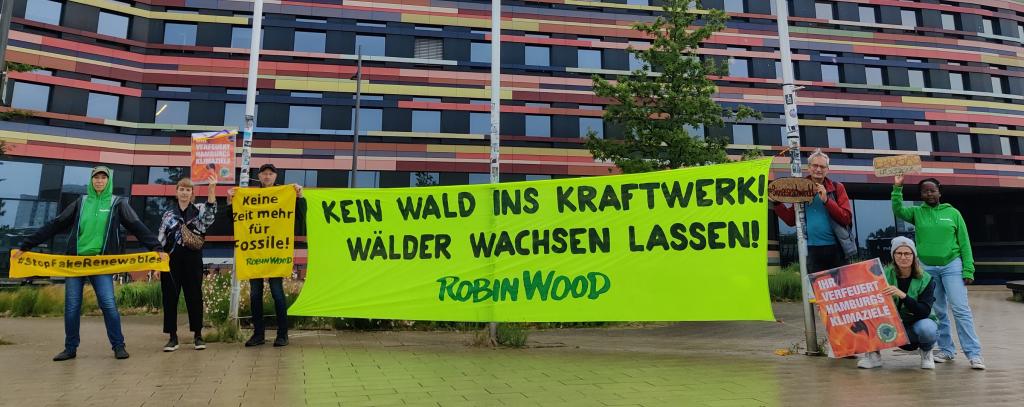 #StopFakeRenewables
IHR
VERFEUERT
HAMBURGS
KLIMAZIELE
Keine
Zeit mehr
für
Fossile!
ROBIN WOOD
KEIN WALD INS KRAFTWERK!
WÄLDER WACHSEN LASSEN!
ROBIN WOOD
IHR
VERFEUERT
HAMBURGS
KLIMAZIELE